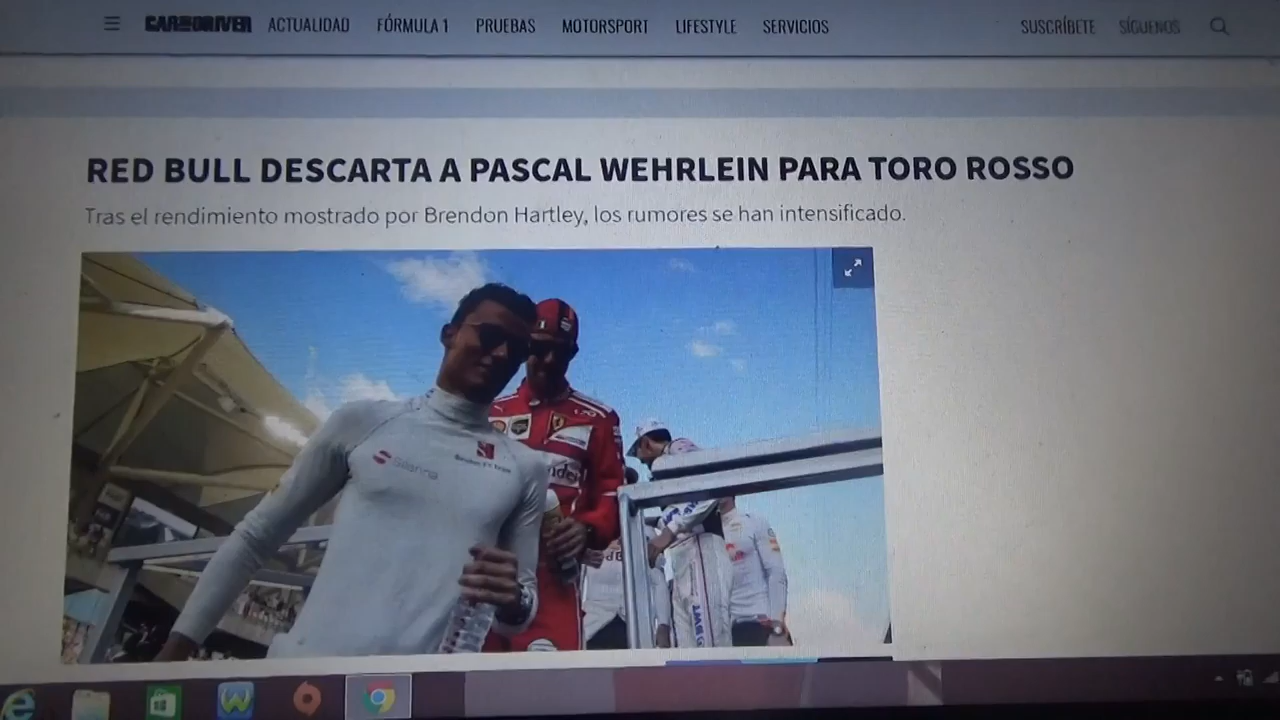 CAR AND DRIVER ACTUALIDAD FÓRMULA 1 PRUEBAS MOTORSPORT LIFESTYLE SERVICIOS SUSCRÍBETE SÍGUENOS
RED BULL DESCARTA A PASCAL WEHRLEIN PARA TORO ROSSO
Tras el rendimiento mostrado por Brendon Hartley, los rumores se han intensificado.
Silanna